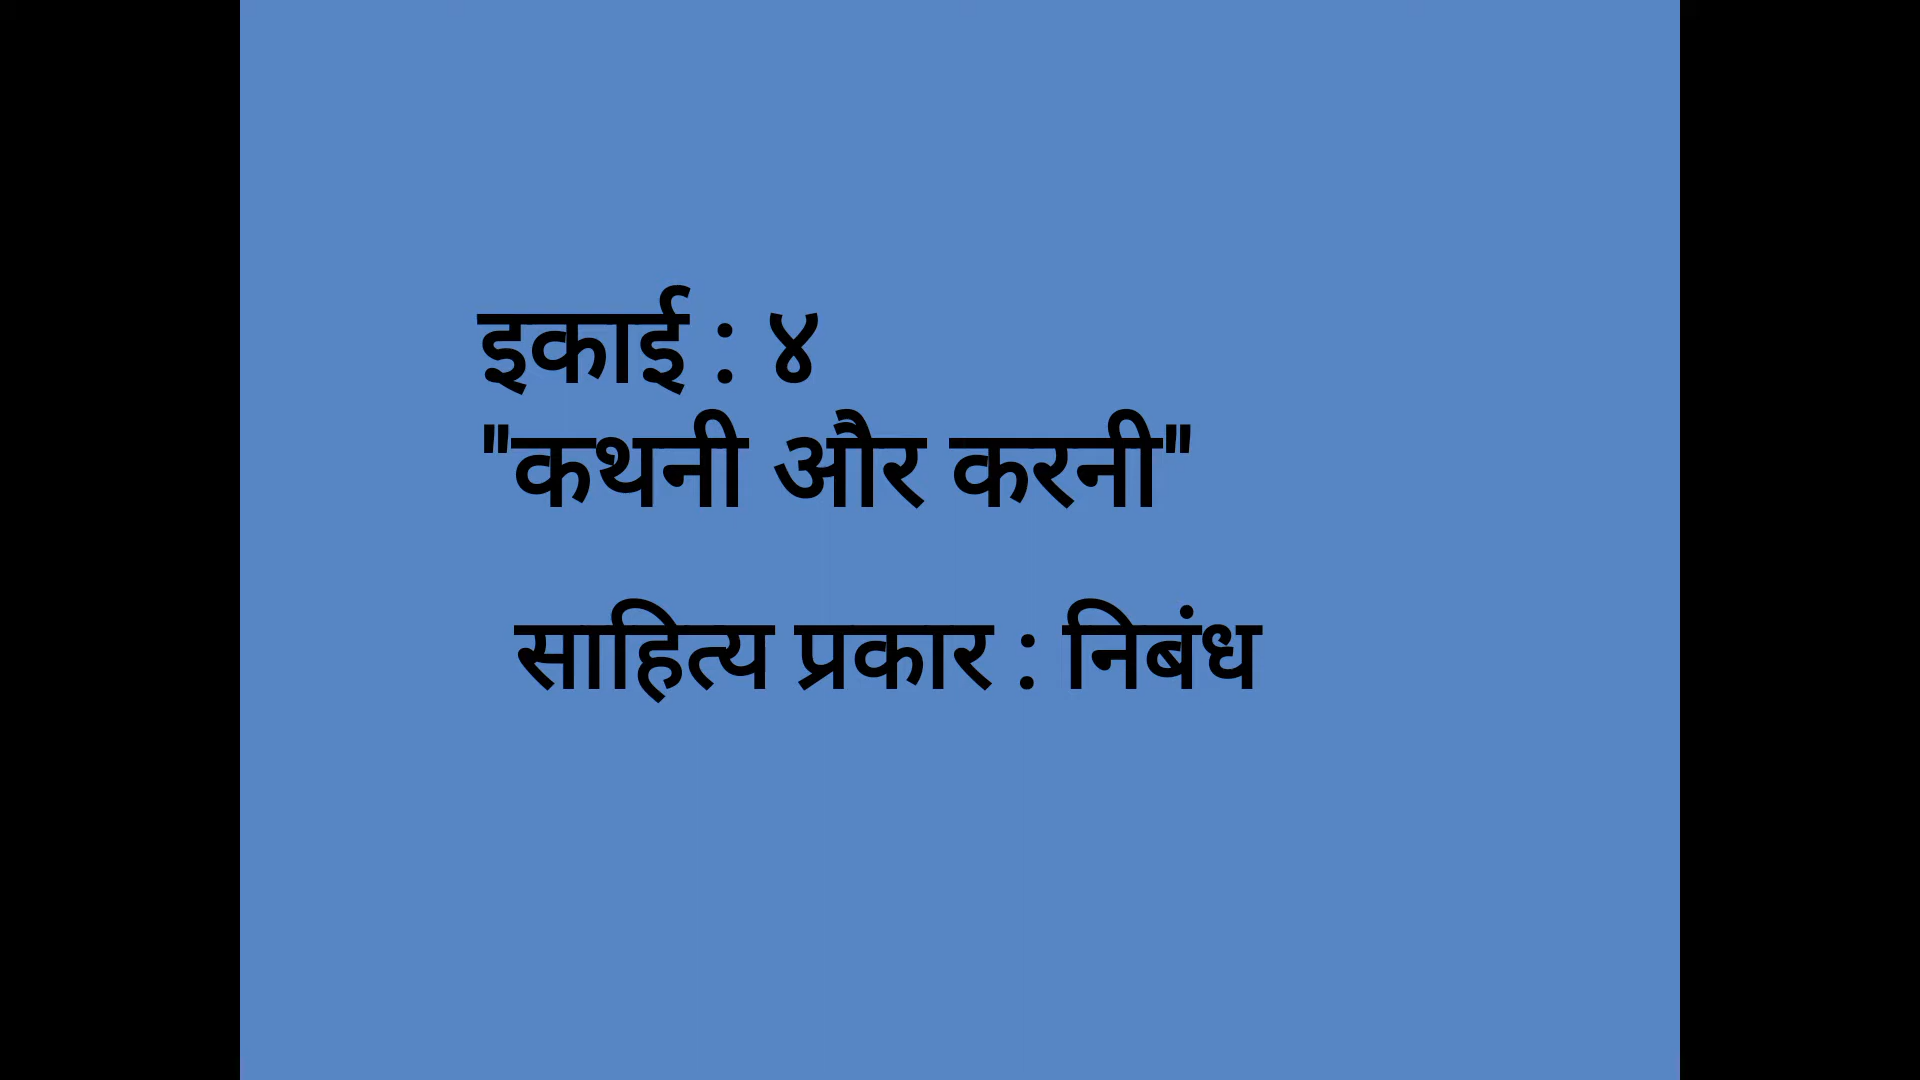 इकाई : ४
"कथनी और करनी"
साहित्य प्रकार : निबंध